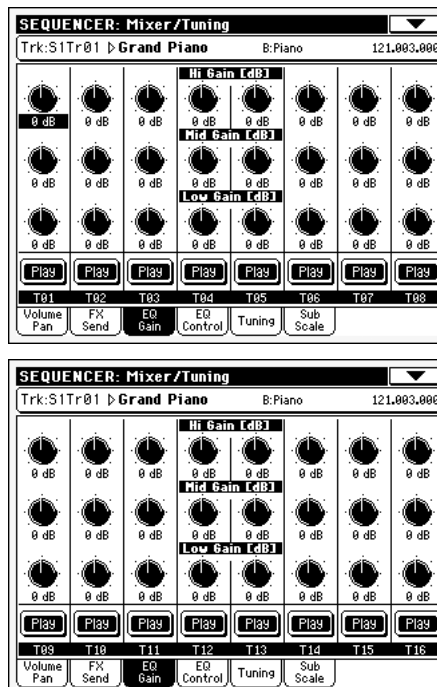 SEQUENCER: Mixer/Tuning
Trk:S1Tr01 ▷Grand Piano B:Piano 121.003.000
Hi Gain [dB]
0 dB 0 dB 0 dB 0 dB 0 dB 0 dB 0 dB 0 dB
Mid Gain [dB]
0 dB 0 dB 0 dB 0 dB 0 dB 0 dB 0 dB 0 dB
Low Gain [dB]
0 dB 0 dB 0 dB 0 dB 0 dB 0 dB 0 dB 0 dB
Play Play Play Play Play Play Play Play
T01 T02 T03 T04 T05 T06 T07 T08
Volume Pan FX Send EQ Gain EQ Control Tuning Sub Scale
SEQUENCER: Mixer/Tuning
Trk:S1Tr01 ▷Grand Piano B:Piano 121.003.000
Hi Gain [dB]
0 dB 0 dB 0 dB 0 dB 0 dB 0 dB 0 dB 0 dB
Mid Gain [dB]
0 dB 0 dB 0 dB 0 dB 0 dB 0 dB 0 dB 0 dB
Low Gain [dB]
0 dB 0 dB 0 dB 0 dB 0 dB 0 dB 0 dB 0 dB
Play Play Play Play Play Play Play Play
T09 T10 T11 T12 T13 T14 T15 T16
Volume Pan FX Send EQ Gain EQ Control Tuning Sub Scale